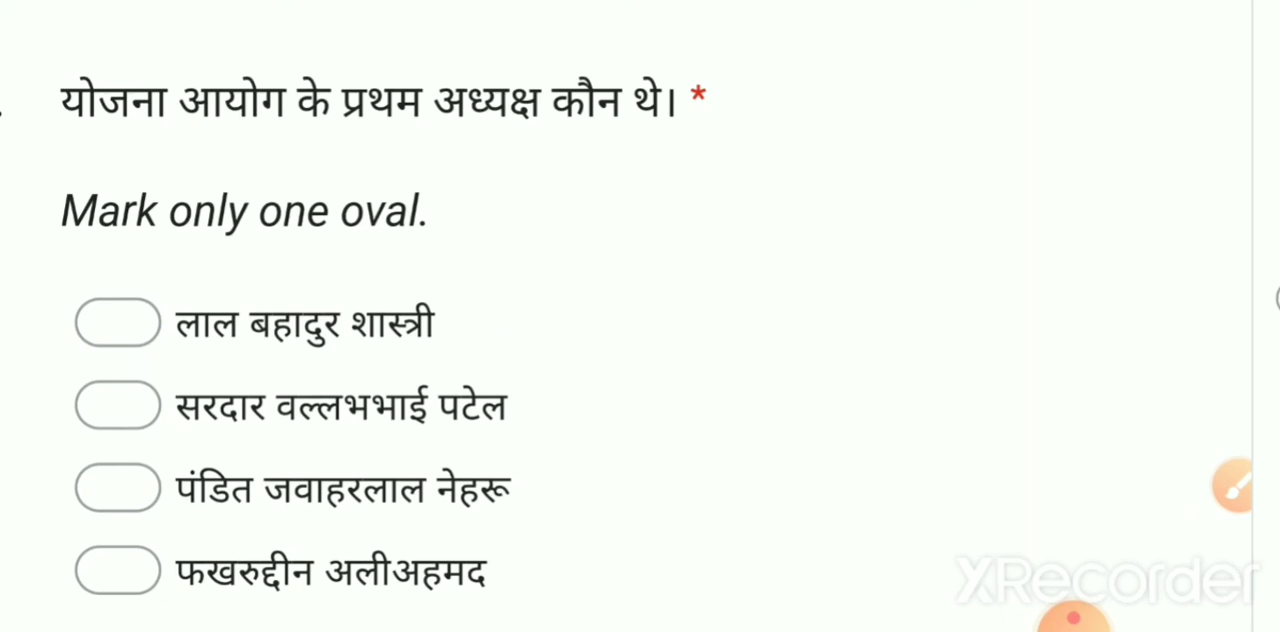 योजना आयोग के प्रथम अध्यक्ष कौन थे। *
Mark only one oval.
लाल बहादुर शास्त्री
सरदार वल्लभभाई पटेल
पंडित जवाहरलाल नेहरू
फखरुद्दीन अलीअहमद
XRecorder